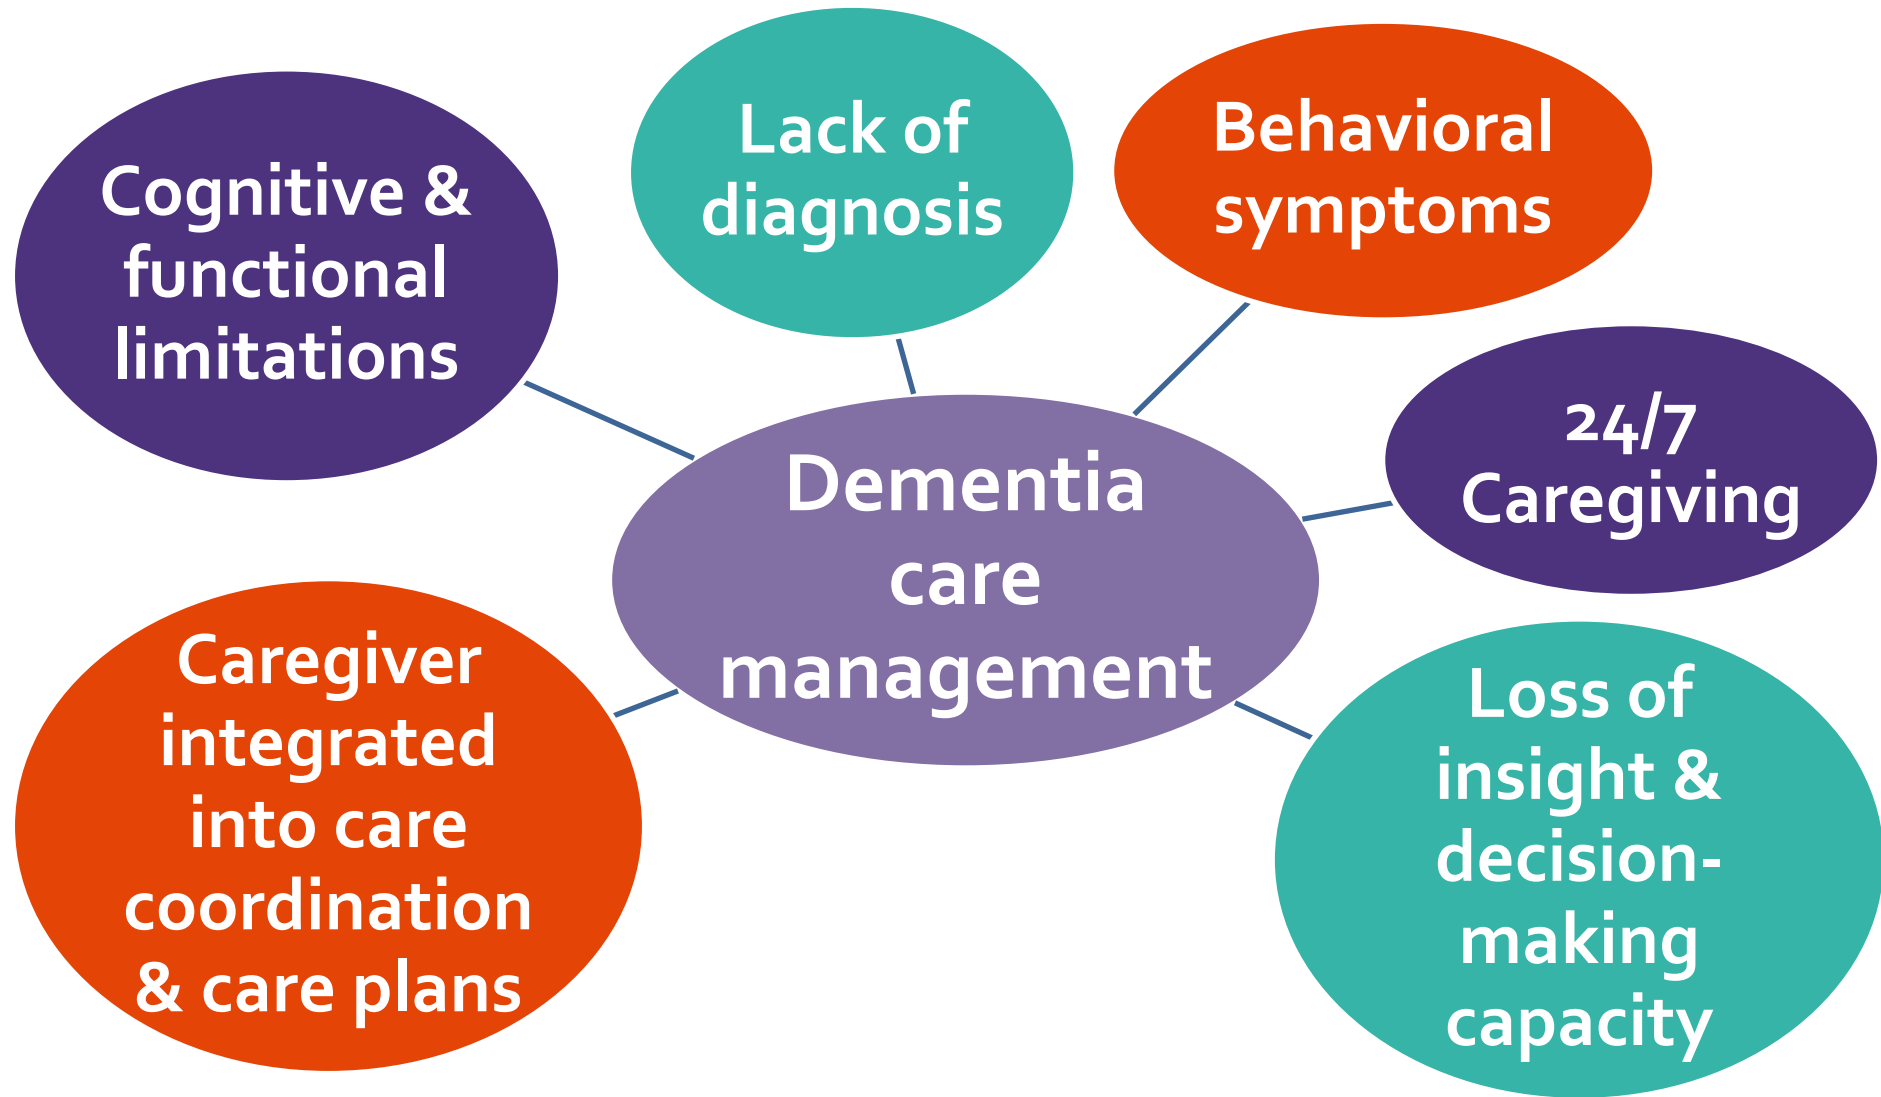 Cognitive &
functional
limitations
Lack of
diagnosis
Behavioral
symptoms
24/7
Caregiving
Dementia
care
management
Caregiver
integrated
into care
coordination
& care plans
Loss of
insight &
decision-
making
capacity